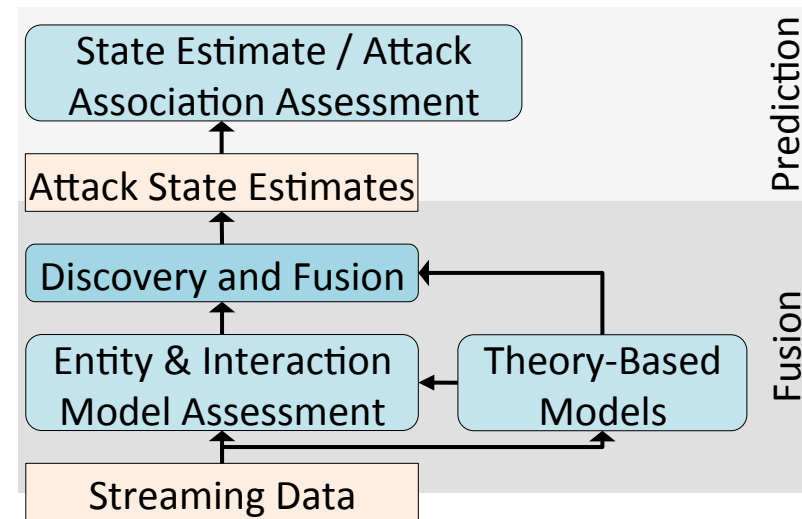 State Estimate / Attack
Association Assessment
Prediction
Attack State Estimates
Discovery and Fusion
Entity & Interaction
Model Assessment
Theory-Based
Models
Fusion
Streaming Data